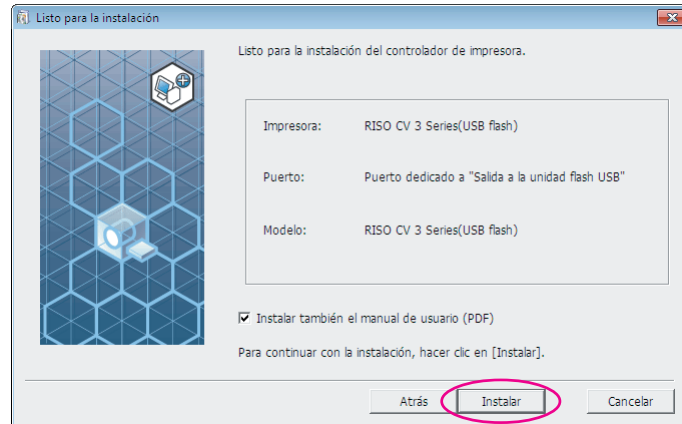 Listo para la instalación
Listo para la instalación del controlador de impresora.
Impresora: RISO CV 3 Series(USB flash)
Puerto: Puerto dedicado a "Salida a la unidad flash USB"
Modelo: RISO CV 3 Series(USB flash)
Instalar también el manual de usuario (PDF)
Para continuar con la instalación, hacer clic en [Instalar].
Atrás Instalar Cancelar